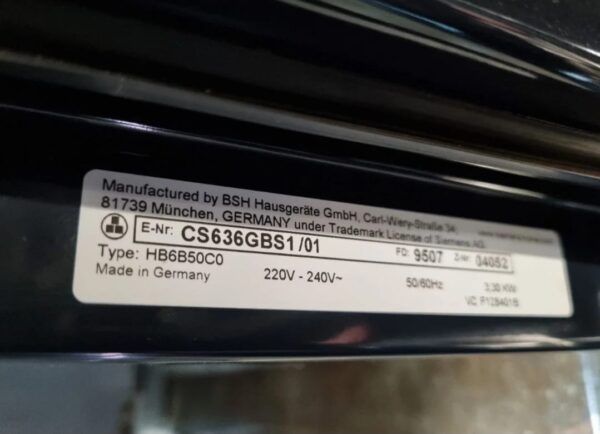 Manufactured by BSH Hausgeräte GmbH, Carl-Wery-Straße 34,
81739 München, GERMANY under Trademark License of Siemens AG
E-Nr: CS636GBS1 /01 FD: 9507 Z-Nr: 04052
Type: HB6B50C0 220V - 240V~ 50/60Hz 3,30 KW
Made in Germany VC